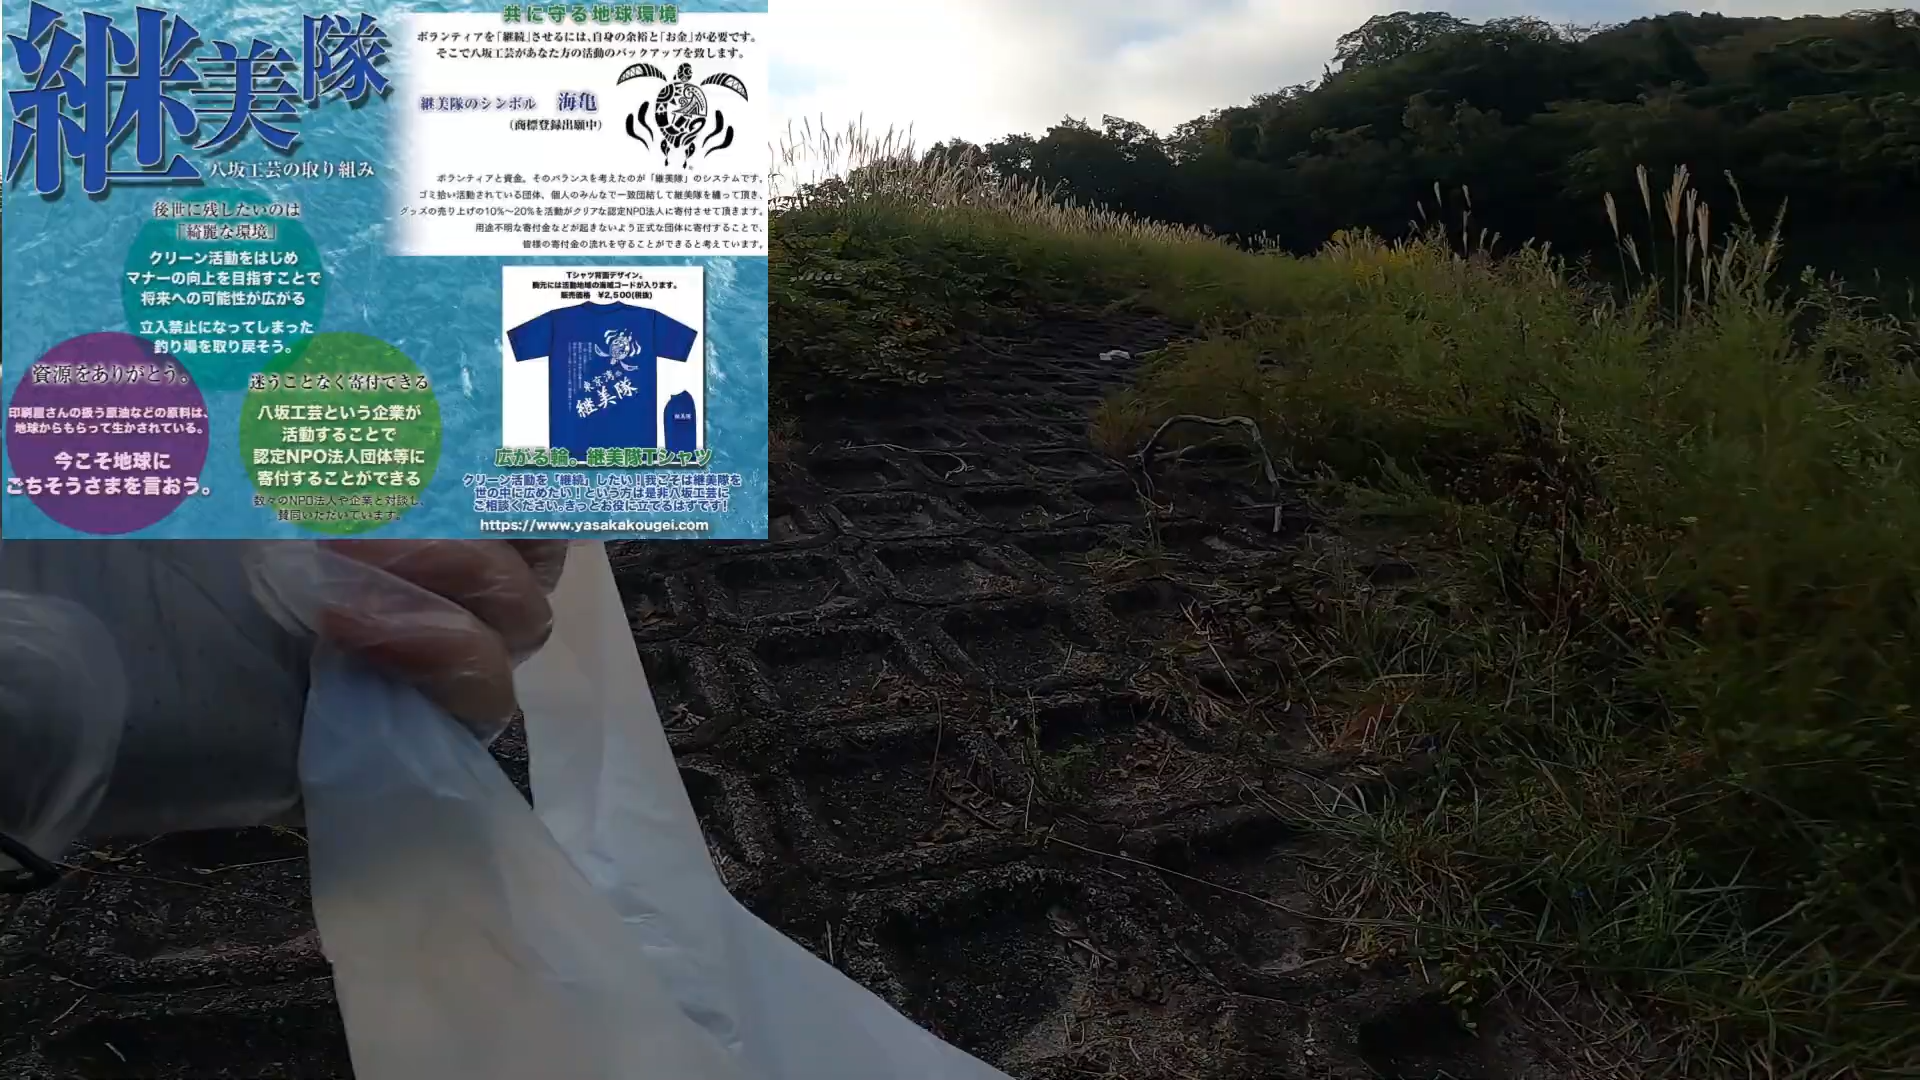 継美隊
八坂工芸の取り組み
後世に残したいのは
「綺麗な環境」
クリーン活動をはじめ
マナーの向上を目指すことで
将来への可能性が広がる
立入禁止になってしまった
釣り場を取り戻そう。
資源をありがとう。
印刷屋さんの扱う原油などの原料は、
地球からもらって生かされている。
今こそ地球に
ごちそうさまを言おう。
迷うことなく寄付できる
八坂工芸という企業が
活動することで
認定NPO法人団体等に
寄付することができる
数々のNPO法人や企業と対談し、
賛同いただいています。
共に守る地球環境
ボランティアを「継続」させるには、自身の余裕と「お金」が必要です。
そこで八坂工芸があなた方の活動のバックアップを致します。
継美隊のシンボル 海亀
(商標登録出願中)
ボランティアと資金。そのバランスを考えたのが「継美隊」のシステムです。
ゴミ拾い活動されている団体、個人のみんなで一致団結して継美隊を纏って頂き、
グッズの売り上げの10%~20%を活動がクリアな認定NPO法人に寄付させて頂きます。
用途不明な寄付金などが起きないよう正式な団体に寄付することで、
皆様の寄付金の流れを守ることができると考えています。
Tシャツ背面デザイン。
胸元には活動地域の海域コードが入ります。
販売価格 ¥2,500(税抜)
東京湾
継美隊
広がる輪。継美隊Tシャツ
クリーン活動を「継続」したい!我こそは継美隊を
世の中に広めたい!という方は是非八坂工芸に
ご相談ください。きっとお役に立てるはずです!
https://www.yasakakougei.com